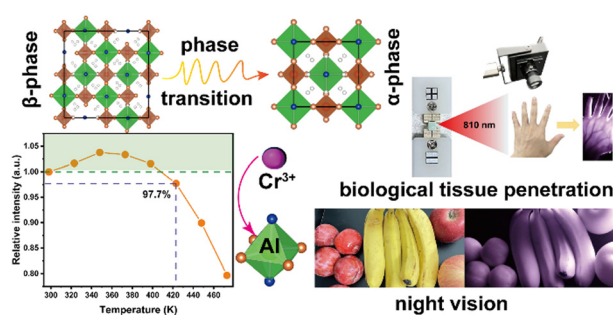 β-phase
phase
transition
α-phase
810 nm
biological tissue penetration
Relative intensity (a.u.)
1.05
1.00
0.95
0.90
0.85
0.80
97.7%
300 320 340 360 380 400 420 440 460
Temperature (K)
Cr³⁺
Al
night vision